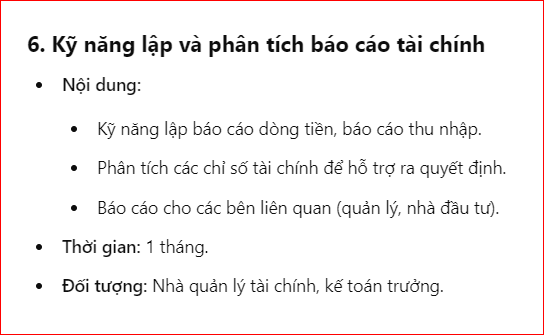 6. Kỹ năng lập và phân tích báo cáo tài chính
• Nội dung:
• Kỹ năng lập báo cáo dòng tiền, báo cáo thu nhập.
• Phân tích các chỉ số tài chính để hỗ trợ ra quyết định.
• Báo cáo cho các bên liên quan (quản lý, nhà đầu tư).
• Thời gian: 1 tháng.
• Đối tượng: Nhà quản lý tài chính, kế toán trưởng.